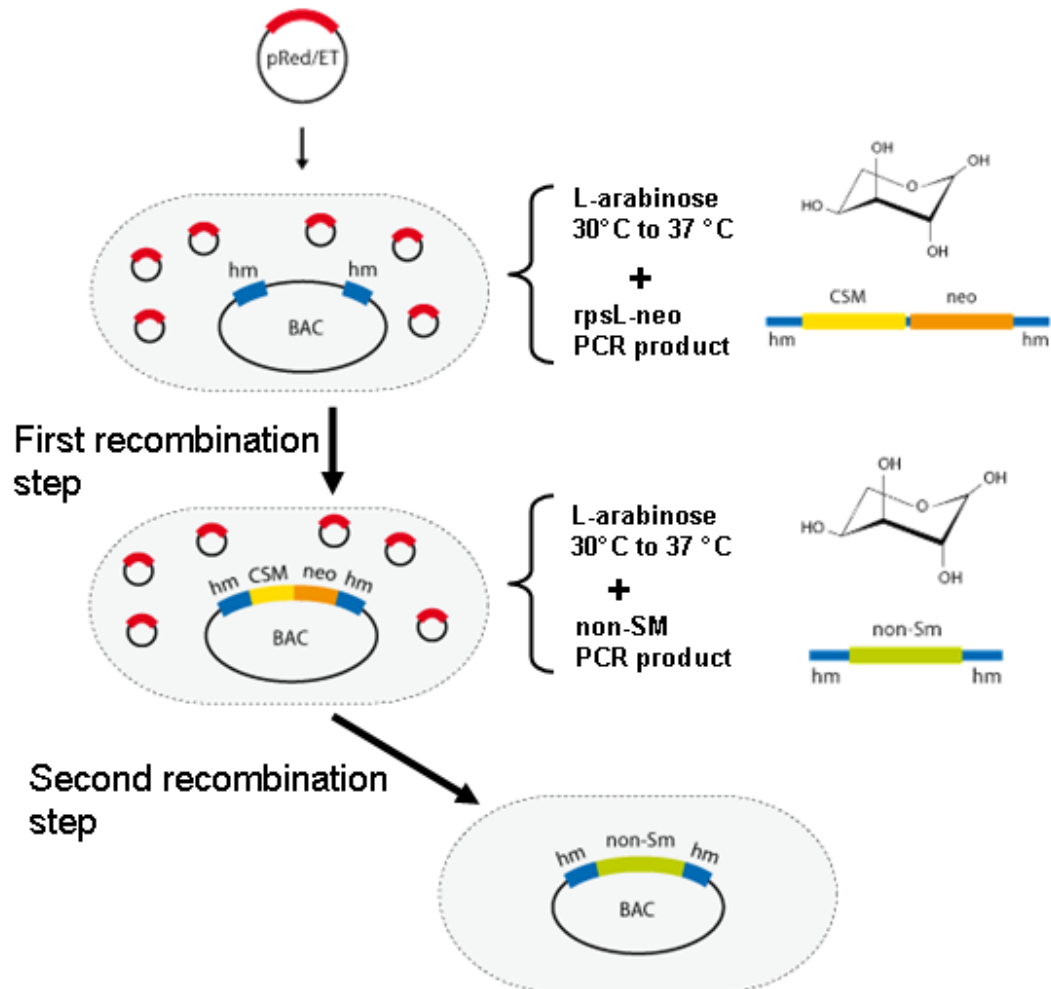 pRed/ET
hm
hm
BAC
L-arabinose
30°C to 37 °C
+
rpsL-neo
PCR product
OH
OH
O
HO
OH
CSM
neo
hm
hm
First recombination
step
hm
CSM
neo
hm
BAC
L-arabinose
30°C to 37 °C
+
non-SM
PCR product
OH
OH
O
HO
OH
non-Sm
hm
hm
Second recombination
step
hm
non-Sm
hm
BAC